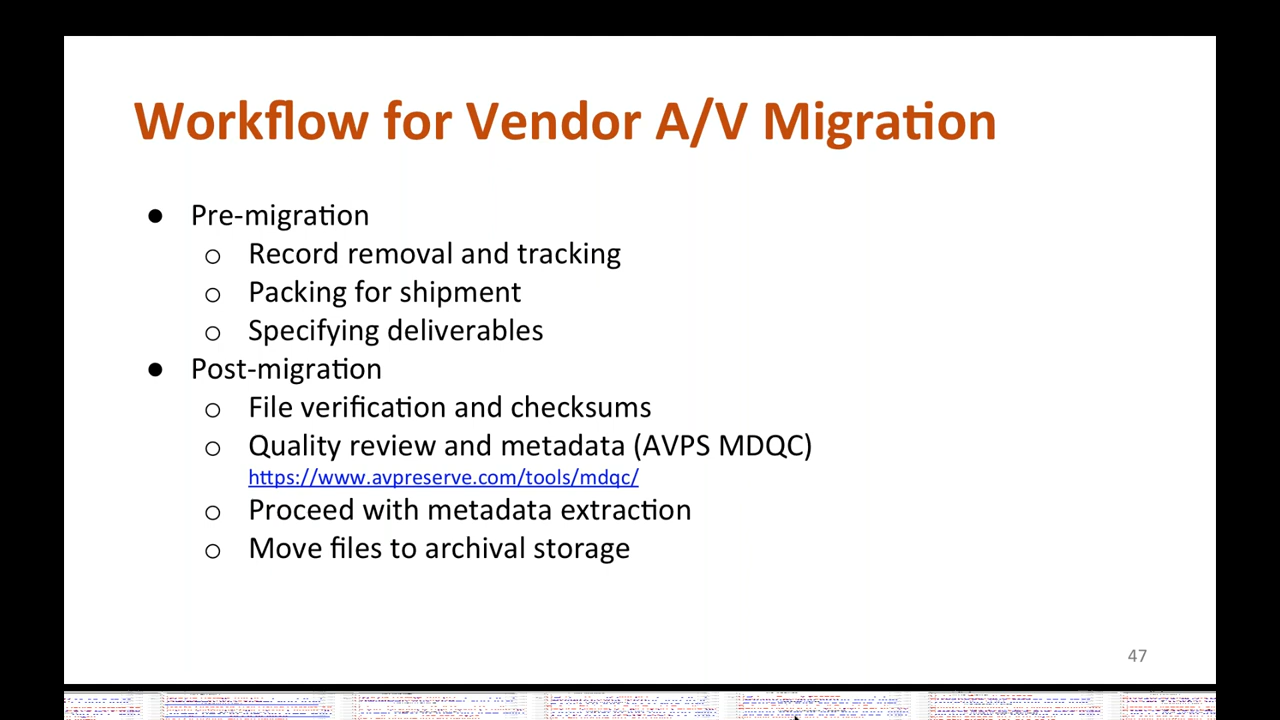 Workflow for Vendor A/V Migration
● Pre-migration
o Record removal and tracking
o Packing for shipment
o Specifying deliverables
● Post-migration
o File verification and checksums
o Quality review and metadata (AVPS MDQC)
https://www.avpreserve.com/tools/mdqc/
o Proceed with metadata extraction
o Move files to archival storage
47